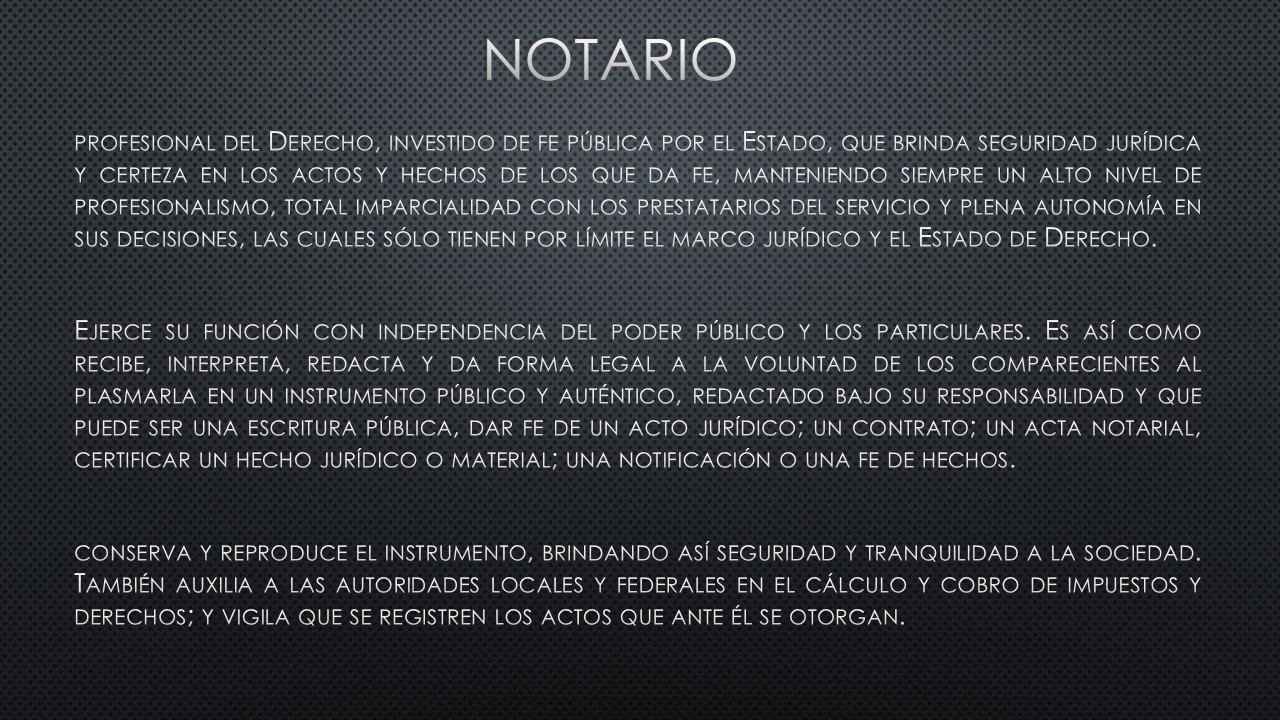 NOTARIO
PROFESIONAL DEL DERECHO, INVESTIDO DE FE PÚBLICA POR EL ESTADO, QUE BRINDA SEGURIDAD JURÍDICA
Y CERTEZA EN LOS ACTOS Y HECHOS DE LOS QUE DA FE, MANTENIENDO SIEMPRE UN ALTO NIVEL DE
PROFESIONALISMO, TOTAL IMPARCIALIDAD CON LOS PRESTATARIOS DEL SERVICIO Y PLENA AUTONOMÍA EN
SUS DECISIONES, LAS CUALES SÓLO TIENEN POR LÍMITE EL MARCO JURÍDICO Y EL ESTADO DE DERECHO.
EJERCE SU FUNCIÓN CON INDEPENDENCIA DEL PODER PÚBLICO Y LOS PARTICULARES. ES ASÍ COMO
RECIBE, INTERPRETA, REDACTA Y DA FORMA LEGAL A LA VOLUNTAD DE LOS COMPARECIENTES AL
PLASMARLA EN UN INSTRUMENTO PÚBLICO Y AUTÉNTICO, REDACTADO BAJO SU RESPONSABILIDAD Y QUE
PUEDE SER UNA ESCRITURA PÚBLICA, DAR FE DE UN ACTO JURÍDICO; UN CONTRATO; UN ACTA NOTARIAL,
CERTIFICAR UN HECHO JURÍDICO O MATERIAL; UNA NOTIFICACIÓN O UNA FE DE HECHOS.
CONSERVA Y REPRODUCE EL INSTRUMENTO, BRINDANDO ASÍ SEGURIDAD Y TRANQUILIDAD A LA SOCIEDAD.
TAMBIÉN AUXILIA A LAS AUTORIDADES LOCALES Y FEDERALES EN EL CÁLCULO Y COBRO DE IMPUESTOS Y
DERECHOS; Y VIGILA QUE SE REGISTREN LOS ACTOS QUE ANTE ÉL SE OTORGAN.